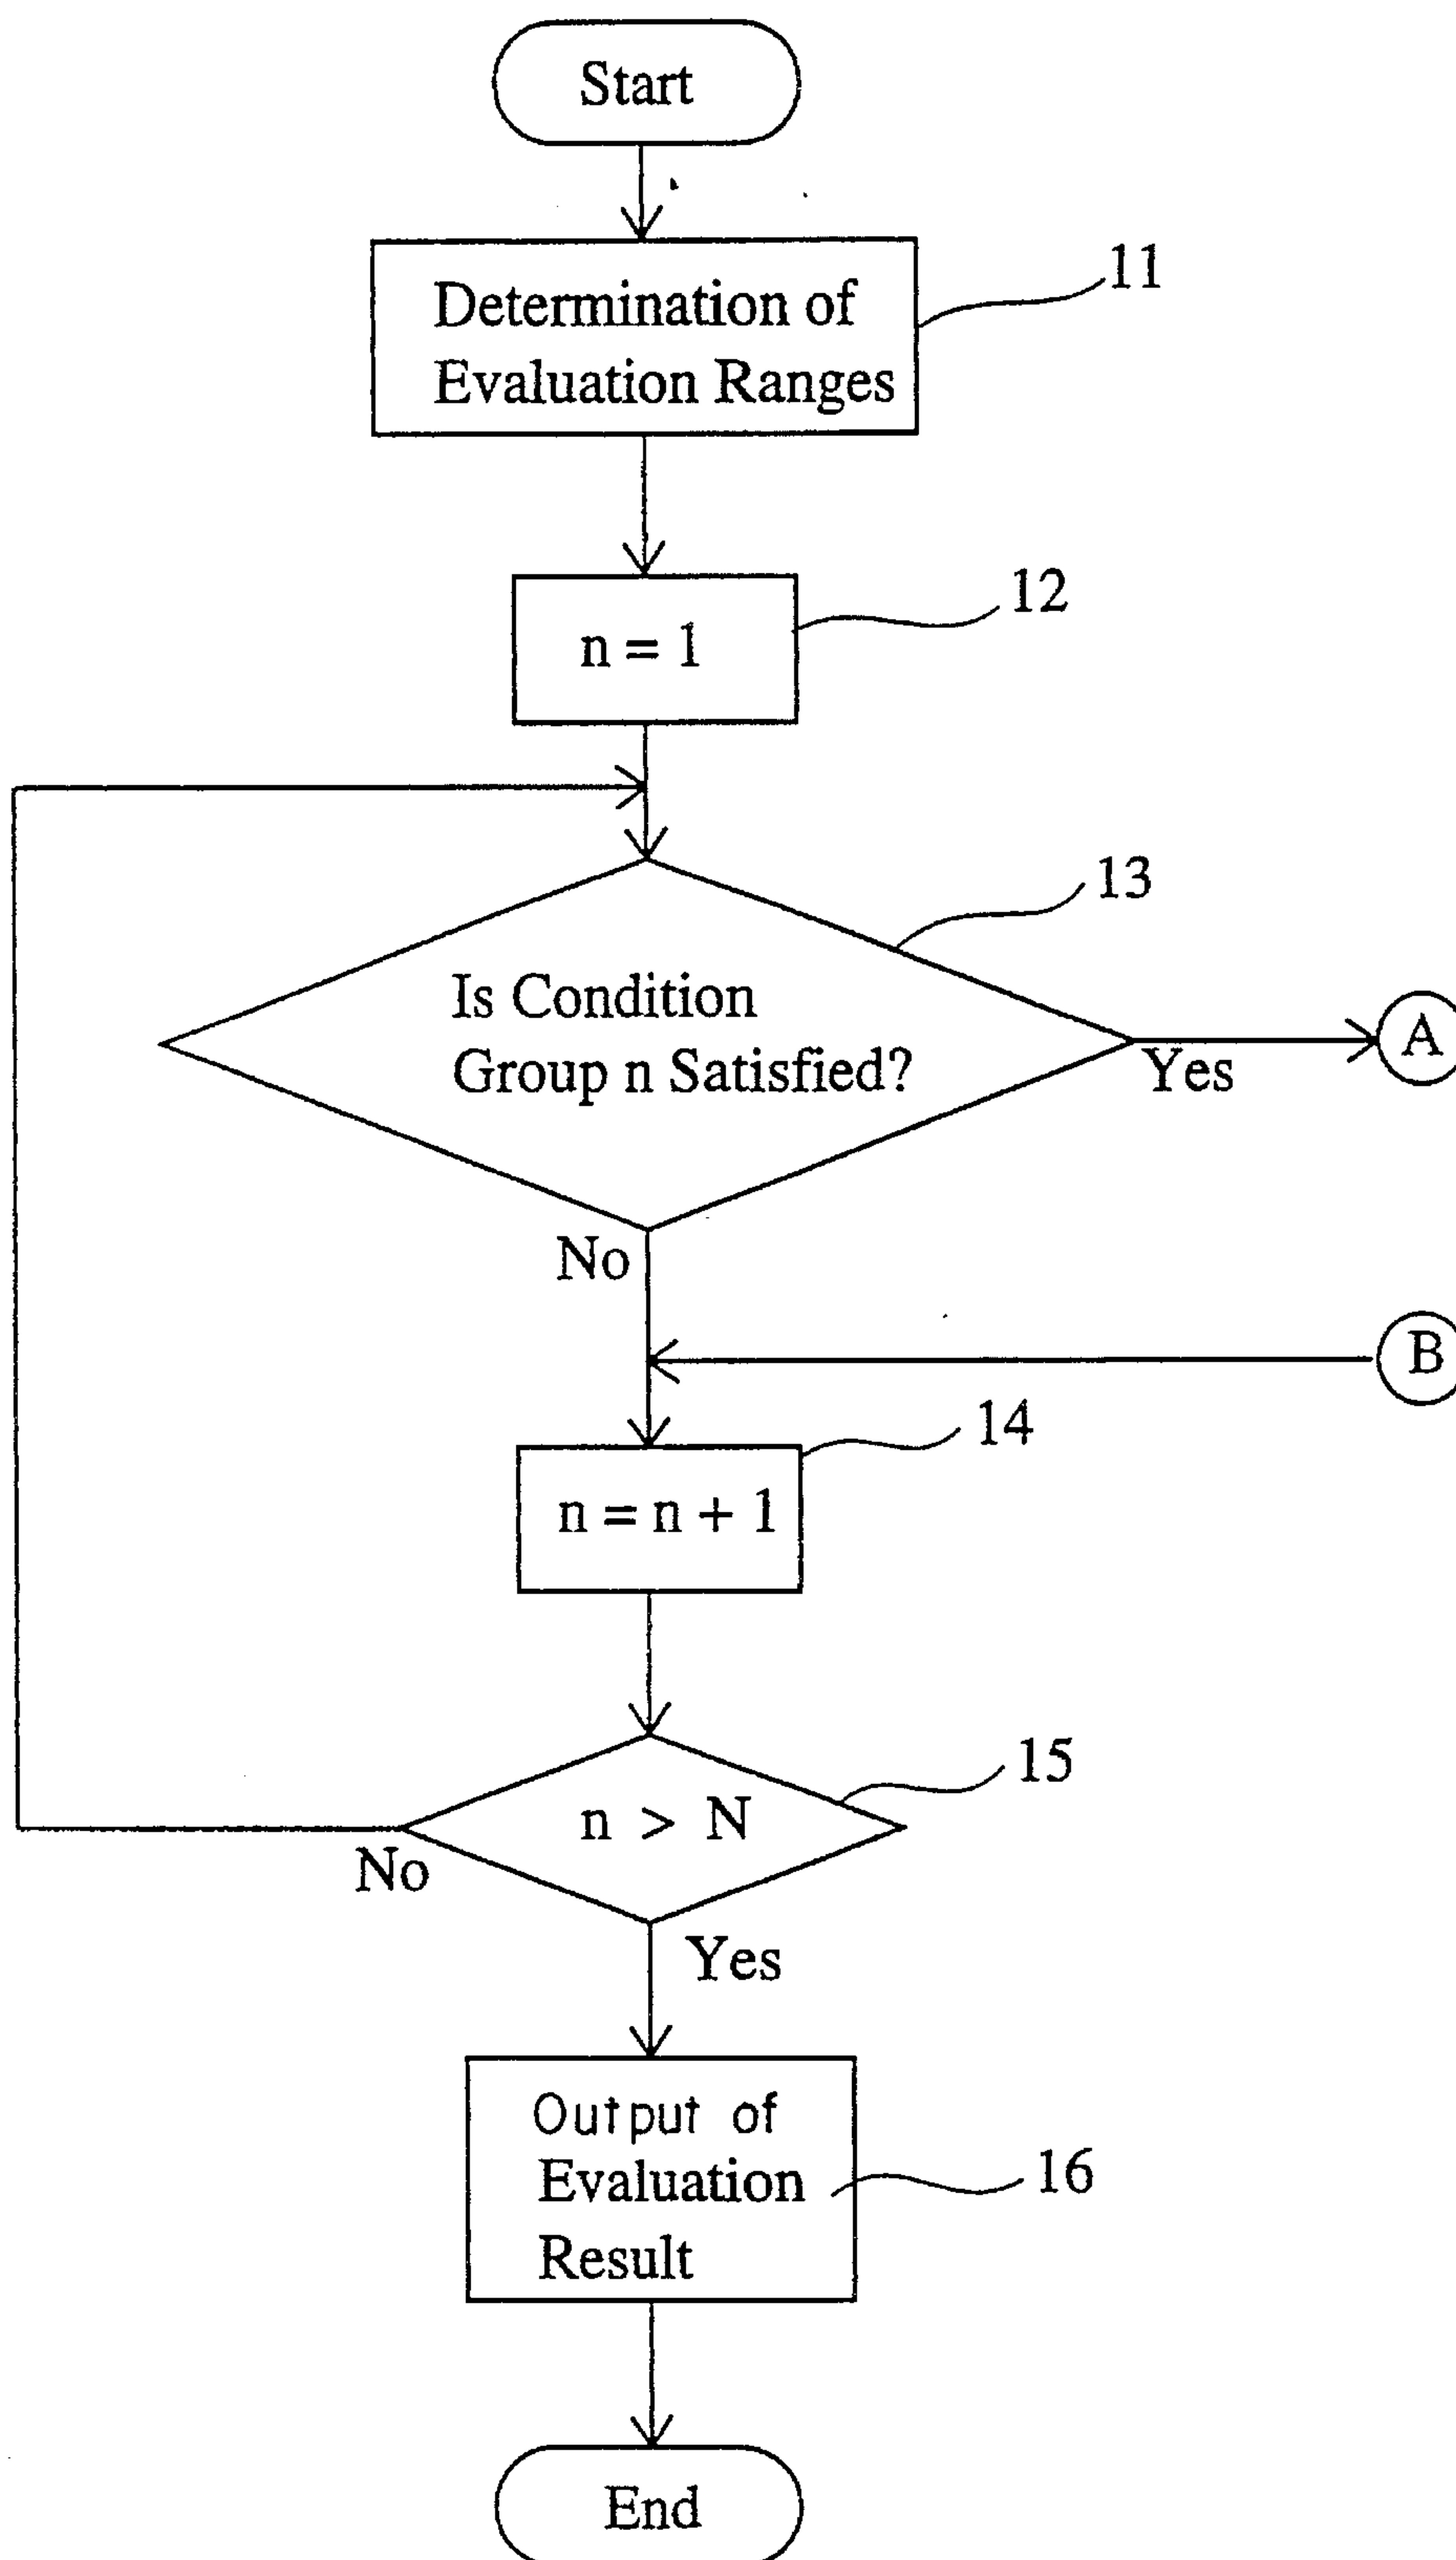 Start
Determination of
Evaluation Ranges
11
n = 1
12
13
Is Condition
Group n Satisfied?
Yes
A
No
B
14
n = n + 1
15
n > N
No
Yes
Output of
Evaluation
Result
16
End